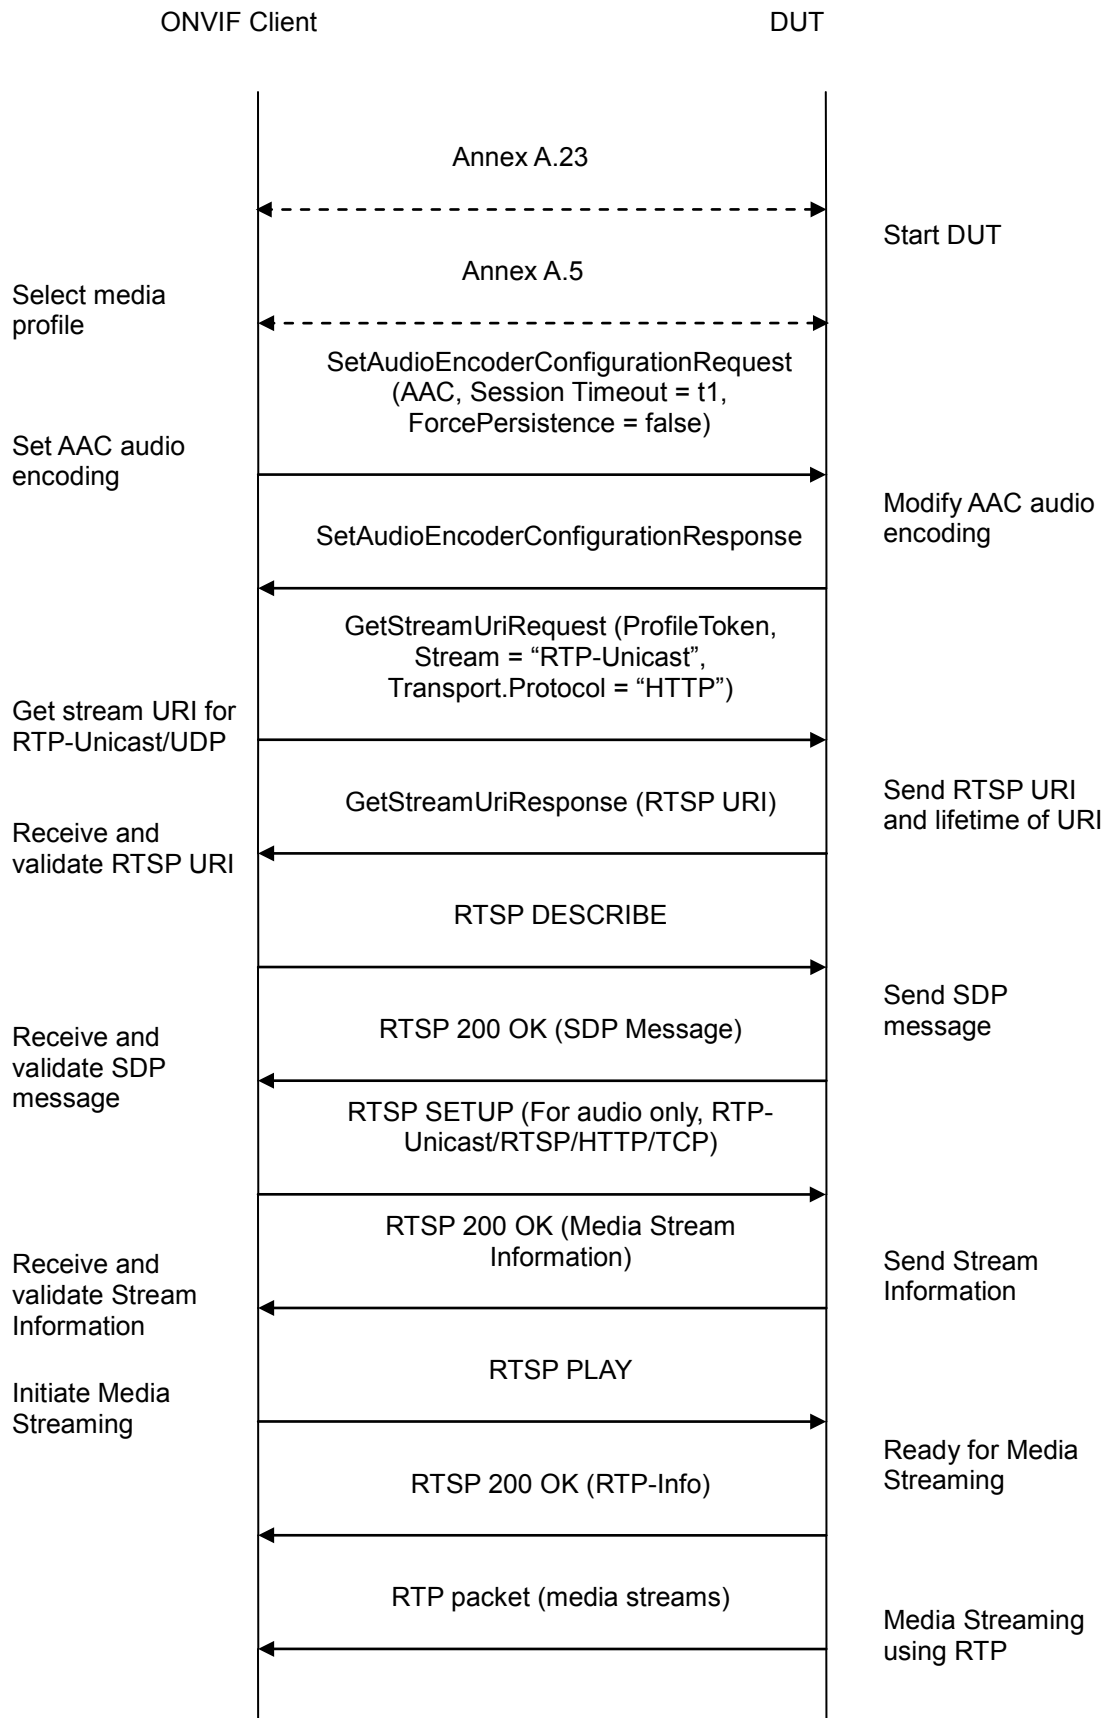 ONVIF Client
DUT
Annex A.23
Start DUT
Annex A.5
Select media
profile
SetAudioEncoderConfigurationRequest
(AAC, Session Timeout = t1,
ForcePersistence = false)
Set AAC audio
encoding
Modify AAC audio
encoding
SetAudioEncoderConfigurationResponse
GetStreamUriRequest (ProfileToken,
Stream = “RTP-Unicast”,
Transport.Protocol = “HTTP”)
Get stream URI for
RTP-Unicast/UDP
Send RTSP URI
and lifetime of URI
GetStreamUriResponse (RTSP URI)
Receive and
validate RTSP URI
RTSP DESCRIBE
Send SDP
message
RTSP 200 OK (SDP Message)
Receive and
validate SDP
message
RTSP SETUP (For audio only, RTP-
Unicast/RTSP/HTTP/TCP)
RTSP 200 OK (Media Stream
Information)
Send Stream
Information
Receive and
validate Stream
Information
RTSP PLAY
Initiate Media
Streaming
Ready for Media
Streaming
RTSP 200 OK (RTP-Info)
RTP packet (media streams)
Media Streaming
using RTP